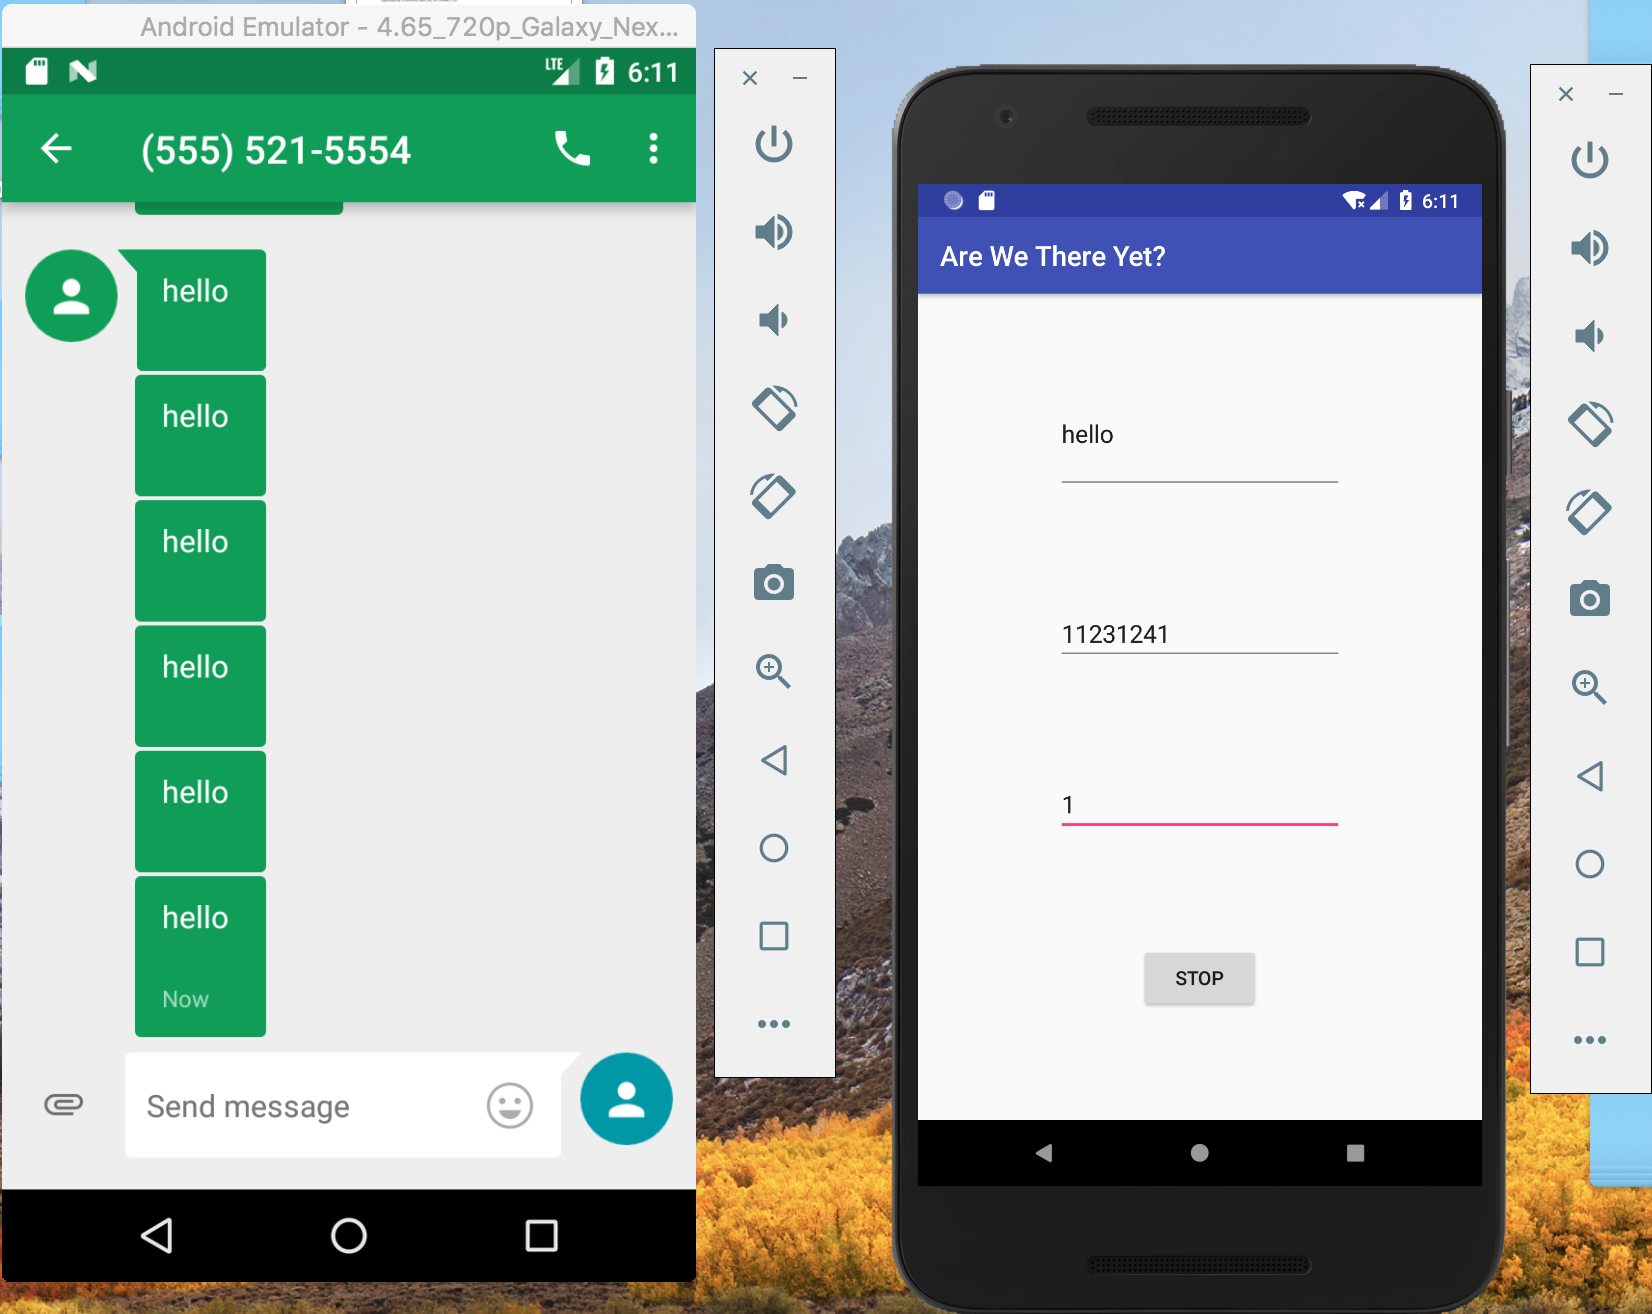 Android Emulator - 4.65_720p_Galaxy_Nex...
LTE
6:11
(555) 521-5554
hello
hello
hello
hello
hello
hello
Now
Send message
6:11
Are We There Yet?
hello
11231241
1
STOP